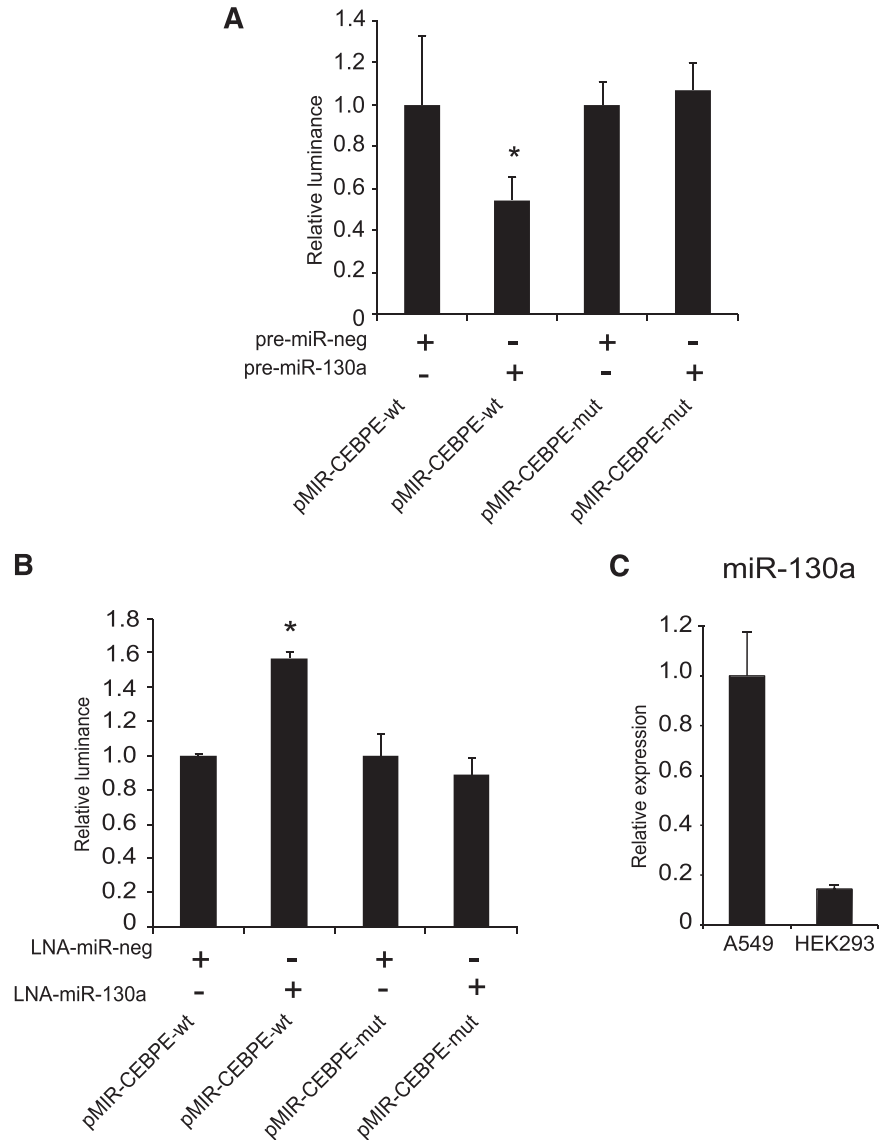 A
Relative luminance
1.4
1.0
0.8
0.6
0.4
0.2
0
*
pre-miR-neg + - + -
pre-miR-130a - + - +
pMIR-CEBPE-wt pMIR-CEBPE-wt pMIR-CEBPE-mut pMIR-CEBPE-mut
B
Relative luminance
1.8
1.6
1.4
1.0
0.8
0.6
0.4
0.2
0
*
LNA-miR-neg + - + -
LNA-miR-130a - + - +
pMIR-CEBPE-wt pMIR-CEBPE-wt pMIR-CEBPE-mut pMIR-CEBPE-mut
C
miR-130a
Relative expression
1.2
1.0
0.8
0.6
0.4
0.2
0
A549 HEK293